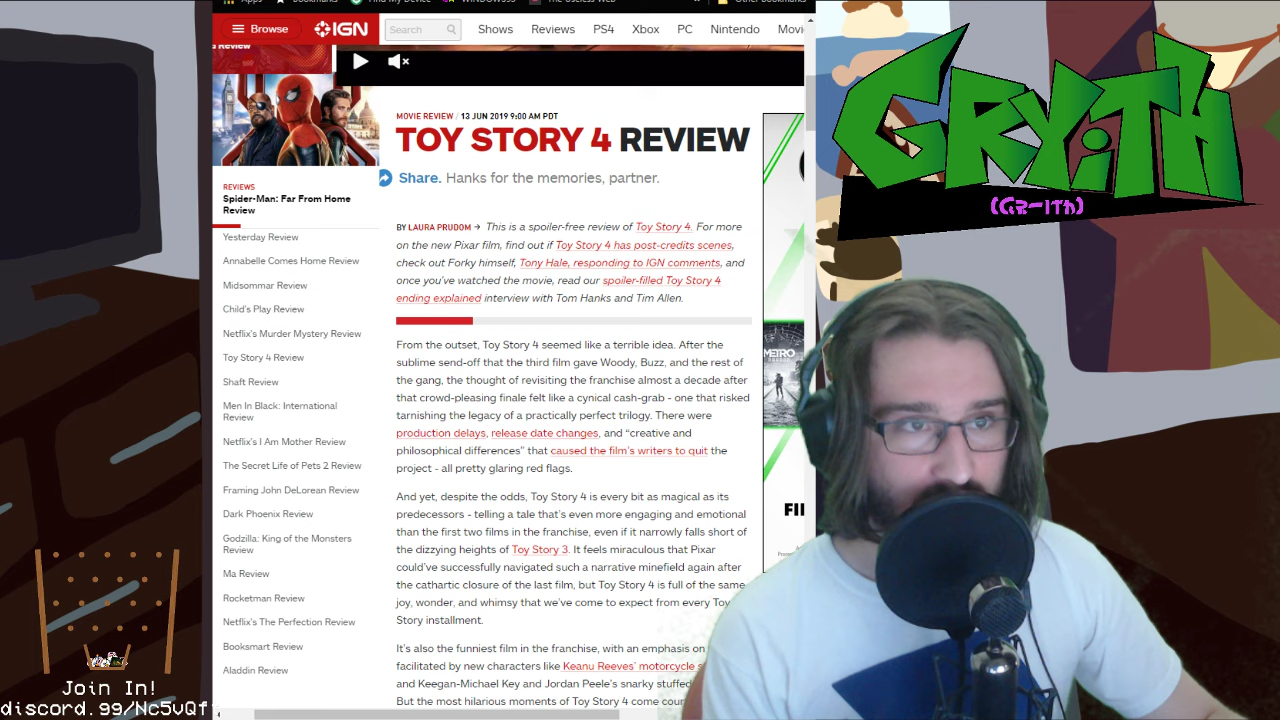 Apps
Bookmarks
Find My Device
The Useless Web
Other Bookmarks
Browse
IGN
Search
Shows
Reviews
PS4
Xbox
PC
Nintendo
Review
MOVIE REVIEW / 13 JUN 2019 9:00 AM PDT
TOY STORY 4 REVIEW
Share. Hanks for the memories, partner.
BY LAURA PRUDOM → This is a spoiler-free review of Toy Story 4. For more
on the new Pixar film, find out if Toy Story 4 has post-credits scenes,
check out Forky himself, Tony Hale, responding to IGN comments, and
once you've watched the movie, read our spoiler-filled Toy Story 4
ending explained interview with Tom Hanks and Tim Allen.
From the outset, Toy Story 4 seemed like a terrible idea. After the
sublime send-off that the third film gave Woody, Buzz, and the rest of
the gang, the thought of revisiting the franchise almost a decade after
that crowd-pleasing finale felt like a cynical cash-grab - one that risked
tarnishing the legacy of a practically perfect trilogy. There were
production delays, release date changes, and “creative and
philosophical differences” that caused the film's writers to quit the
project - all pretty glaring red flags.
And yet, despite the odds, Toy Story 4 is every bit as magical as its
predecessors - telling a tale that's even more engaging and emotional
than the first two films in the franchise, even if it narrowly falls short of
the dizzying heights of Toy Story 3. It feels miraculous that Pixar
could've successfully navigated such a narrative minefield again after
the cathartic closure of the last film, but Toy Story 4 is full of the same
joy, wonder, and whimsy that we've come to expect from every Toy
Story installment.
It's also the funniest film in the franchise, with an emphasis on
facilitated by new characters like Keanu Reeves' motorcycle
and Keegan-Michael Key and Jordan Peele's snarky stuffed
But the most hilarious moments of Toy Story 4 come
REVIEWS
Spider-Man: Far From Home
Review
Yesterday Review
Annabelle Comes Home Review
Midsommar Review
Child's Play Review
Netflix's Murder Mystery Review
Toy Story 4 Review
Shaft Review
Men In Black: International
Review
Netflix's I Am Mother Review
The Secret Life of Pets 2 Review
Framing John DeLorean Review
Dark Phoenix Review
Godzilla: King of the Monsters
Review
Ma Review
Rocketman Review
Netflix's The Perfection Review
Booksmart Review
Aladdin Review
METRO
GRYiTH
(GR-ith)
Join In!